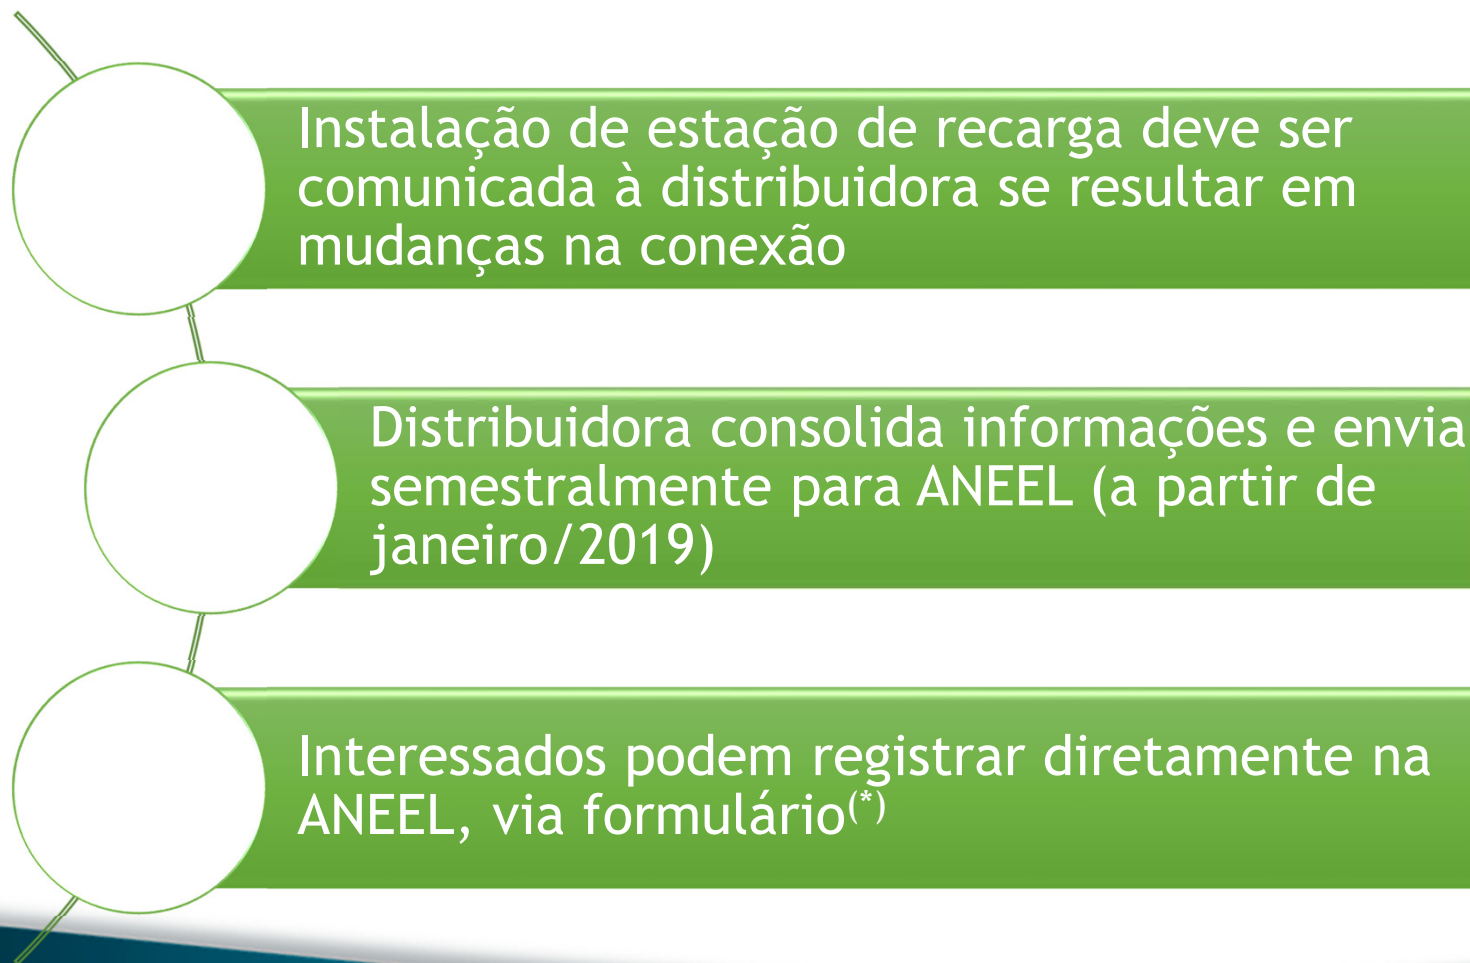 Instalação de estação de recarga deve ser
comunicada à distribuidora se resultar em
mudanças na conexão
Distribuidora consolida informações e envia
semestralmente para ANEEL (a partir de
janeiro/2019)
Interessados podem registrar diretamente na
ANEEL, via formulário(*)